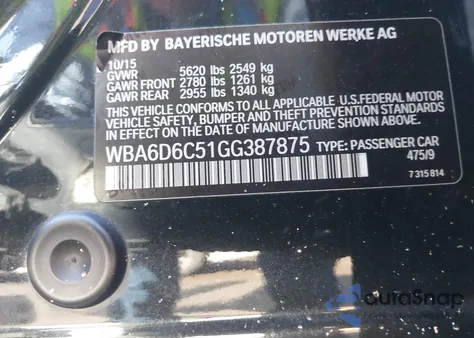 MFD BY BAYERISCHE MOTOREN WERKE AG
10/15
GVWR 5620 lbs 2549 kg
GAWR FRONT 2780 lbs 1261 kg
GAWR REAR 2955 lbs 1340 kg
THIS VEHICLE CONFORMS TO ALL APPLICABLE U.S. FEDERAL MOTOR
VEHICLE SAFETY, BUMPER AND THEFT PREVENTION STANDARDS
IN EFFECT ON THE DATE OF MANUFACTURE SHOWN ABOVE.
WBA6D6C51GG387875 TYPE: PASSENGER CAR
475/9
7 315 814
autoSnap